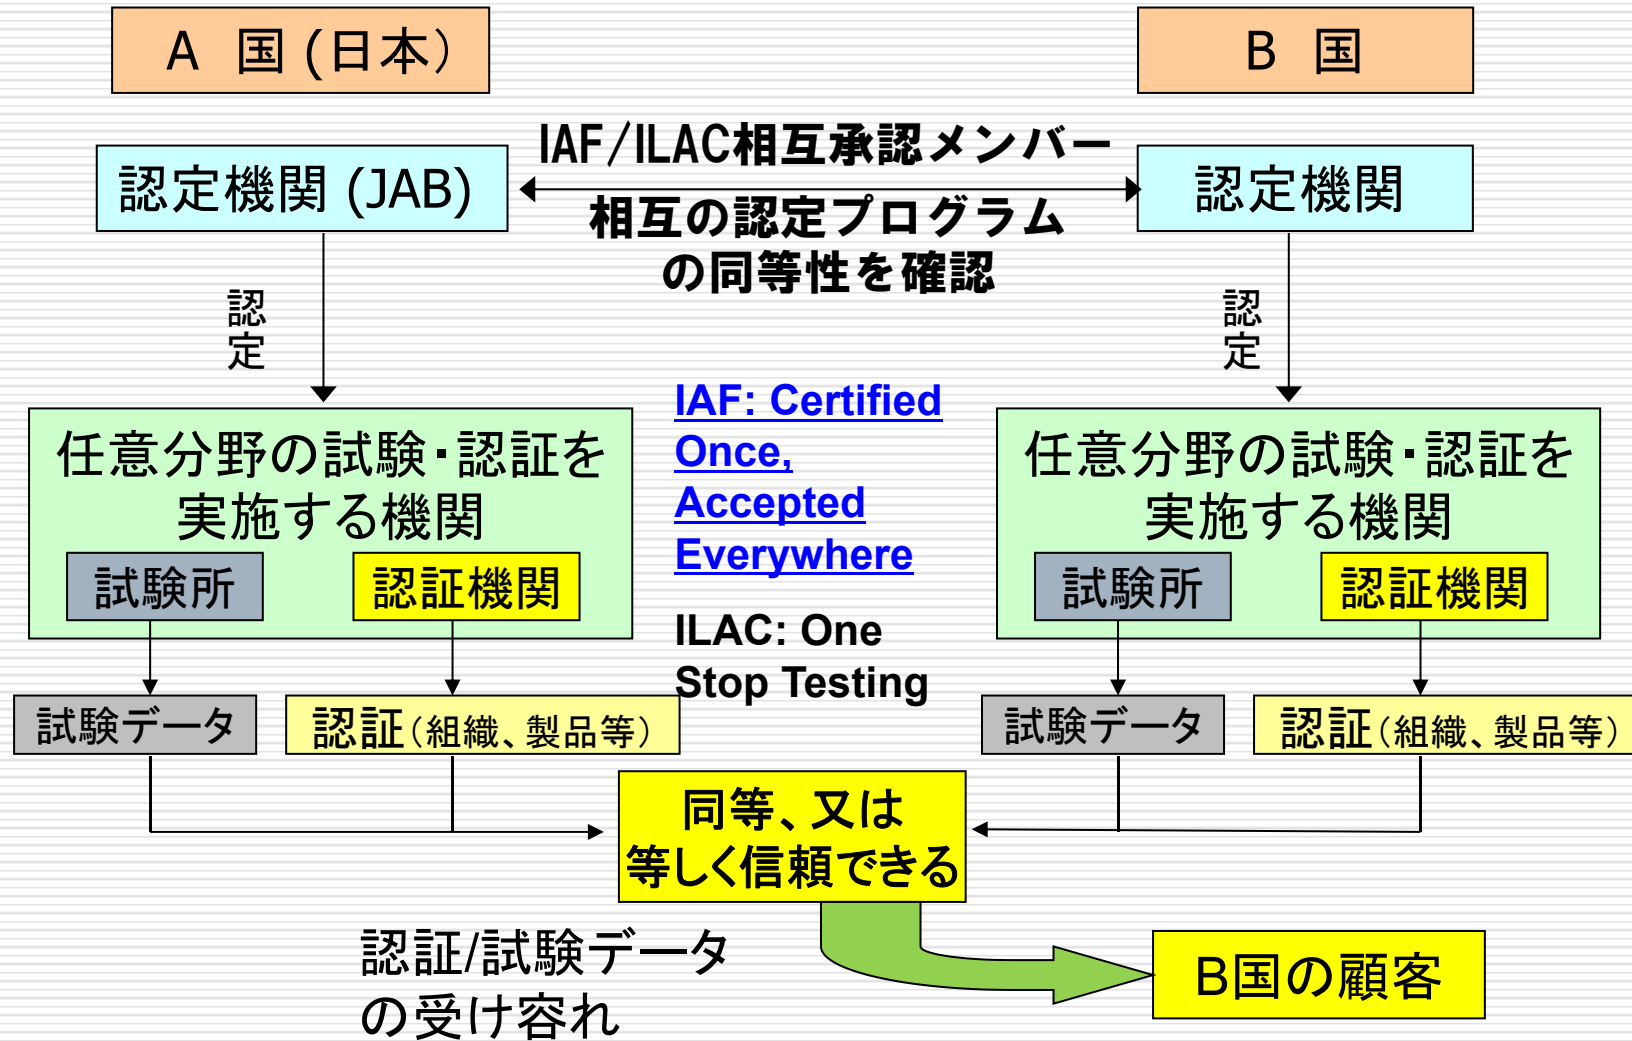 A 国 (日本)
B 国
IAF/ILAC相互承認メンバー
認定機関 (JAB)
認定機関
相互の認定プログラム
の同等性を確認
認定
認定
IAF: Certified
Once,
Accepted
Everywhere
ILAC: One
Stop Testing
任意分野の試験・認証を
実施する機関
試験所
認証機関
任意分野の試験・認証を
実施する機関
試験所
認証機関
試験データ
認証(組織、製品等)
試験データ
認証(組織、製品等)
同等、又は
等しく信頼できる
認証/試験データ
の受け容れ
B国の顧客